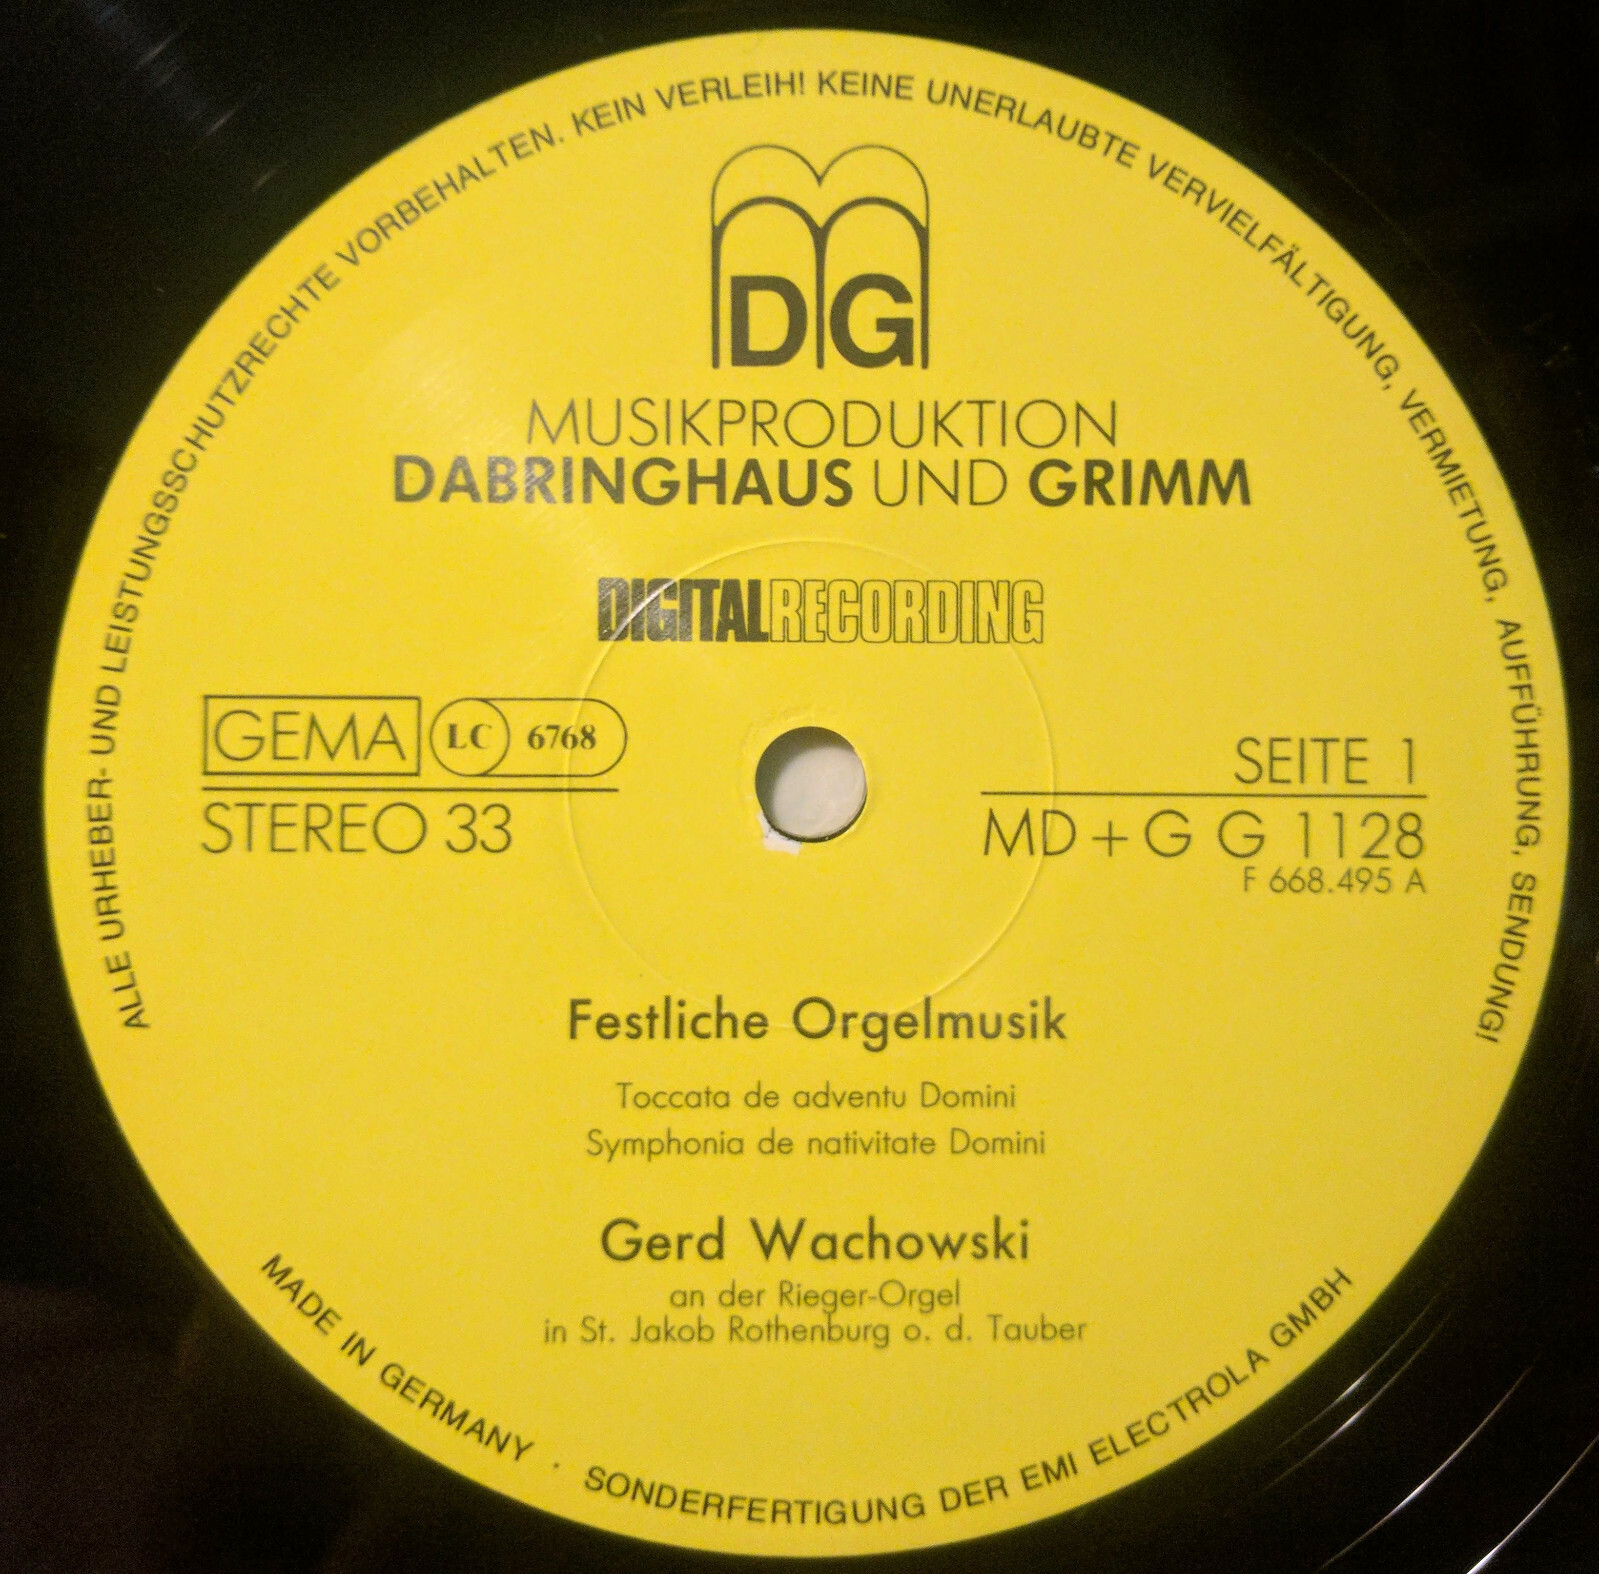 ALLE URHEBER- UND LEISTUNGSSCHUTZRECHTE VORBEHALTEN. KEIN VERLEIH! KEINE UNERLAUBTE VERVIELFÄLTIGUNG, VERMIETUNG, AUFFÜHRUNG, SENDUNG!
DG
MUSIKPRODUKTION
DABRINGHAUS UND GRIMM
DIGITAL RECORDING
GEMA LC 6768
STEREO 33
SEITE 1
MD+G G 1128
F 668.495 A
Festliche Orgelmusik
Toccata de adventu Domini
Symphonia de nativitate Domini
Gerd Wachowski
an der Rieger-Orgel
in St. Jakob Rothenburg o. d. Tauber
MADE IN GERMANY · SONDERFERTIGUNG DER EMI ELECTROLA GMBH